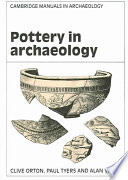 CAMBRIDGE MANUALS IN ARCHAEOLOGY
Pottery in
archaeology
CLIVE ORTON, PAUL TYERS AND ALAN